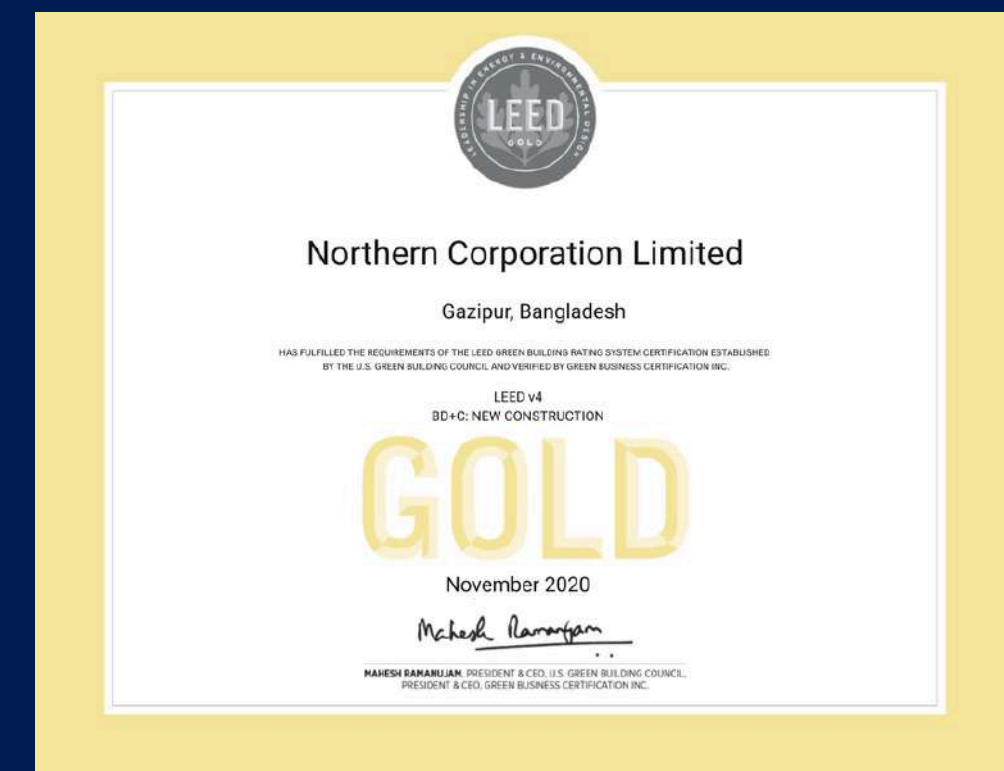 LEADERSHIP IN ENERGY & ENVIRONMENTAL DESIGN
LEED
GOLD
Northern Corporation Limited
Gazipur, Bangladesh
HAS FULFILLED THE REQUIREMENTS OF THE LEED GREEN BUILDING RATING SYSTEM CERTIFICATION ESTABLISHED
BY THE U.S. GREEN BUILDING COUNCIL AND VERIFIED BY GREEN BUSINESS CERTIFICATION INC.
LEED v4
BD+C: NEW CONSTRUCTION
GOLD
November 2020
Mahesh Ramanujam
MAHESH RAMANUJAM, PRESIDENT & CEO, U.S. GREEN BUILDING COUNCIL,
PRESIDENT & CEO, GREEN BUSINESS CERTIFICATION INC.